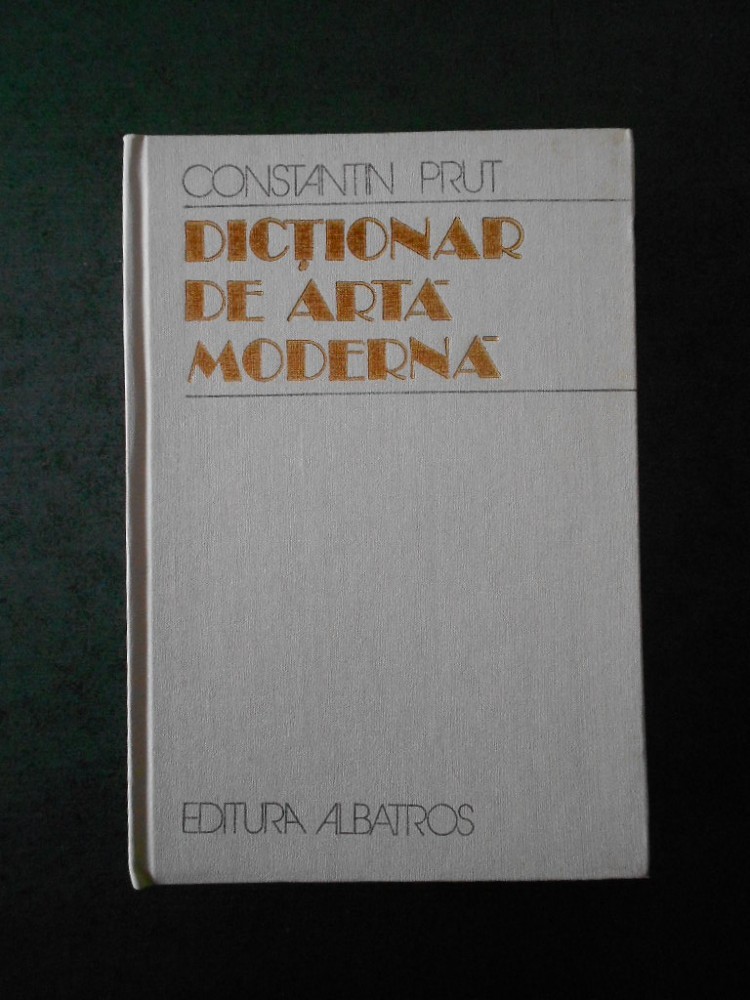 CONSTANTIN PRUT
DICȚIONAR
DE ARTĂ
MODERNĂ
EDITURA ALBATROS